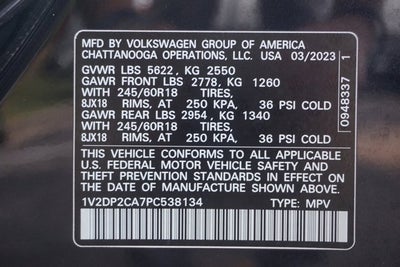 MFD BY VOLKSWAGEN GROUP OF AMERICA
CHATTANOOGA OPERATIONS, LLC. USA 03/2023
GVWR LBS 5622, KG 2550
GAWR FRONT LBS 2778, KG 1260
WITH 245/60R18 TIRES,
8JX18 RIMS, AT 250 KPA, 36 PSI COLD
GAWR REAR LBS 2954, KG 1340
WITH 245/60R18 TIRES,
8JX18 RIMS, AT 250 KPA, 36 PSI COLD
THIS VEHICLE CONFORMS TO ALL APPLICABLE
U.S. FEDERAL MOTOR VEHICLE SAFETY AND
THEFT PREVENTION STANDARDS IN EFFECT ON THE
DATE OF MANUFACTURE SHOWN ABOVE.
1V2DP2CA7PC538134 TYPE: MPV
0948337 1